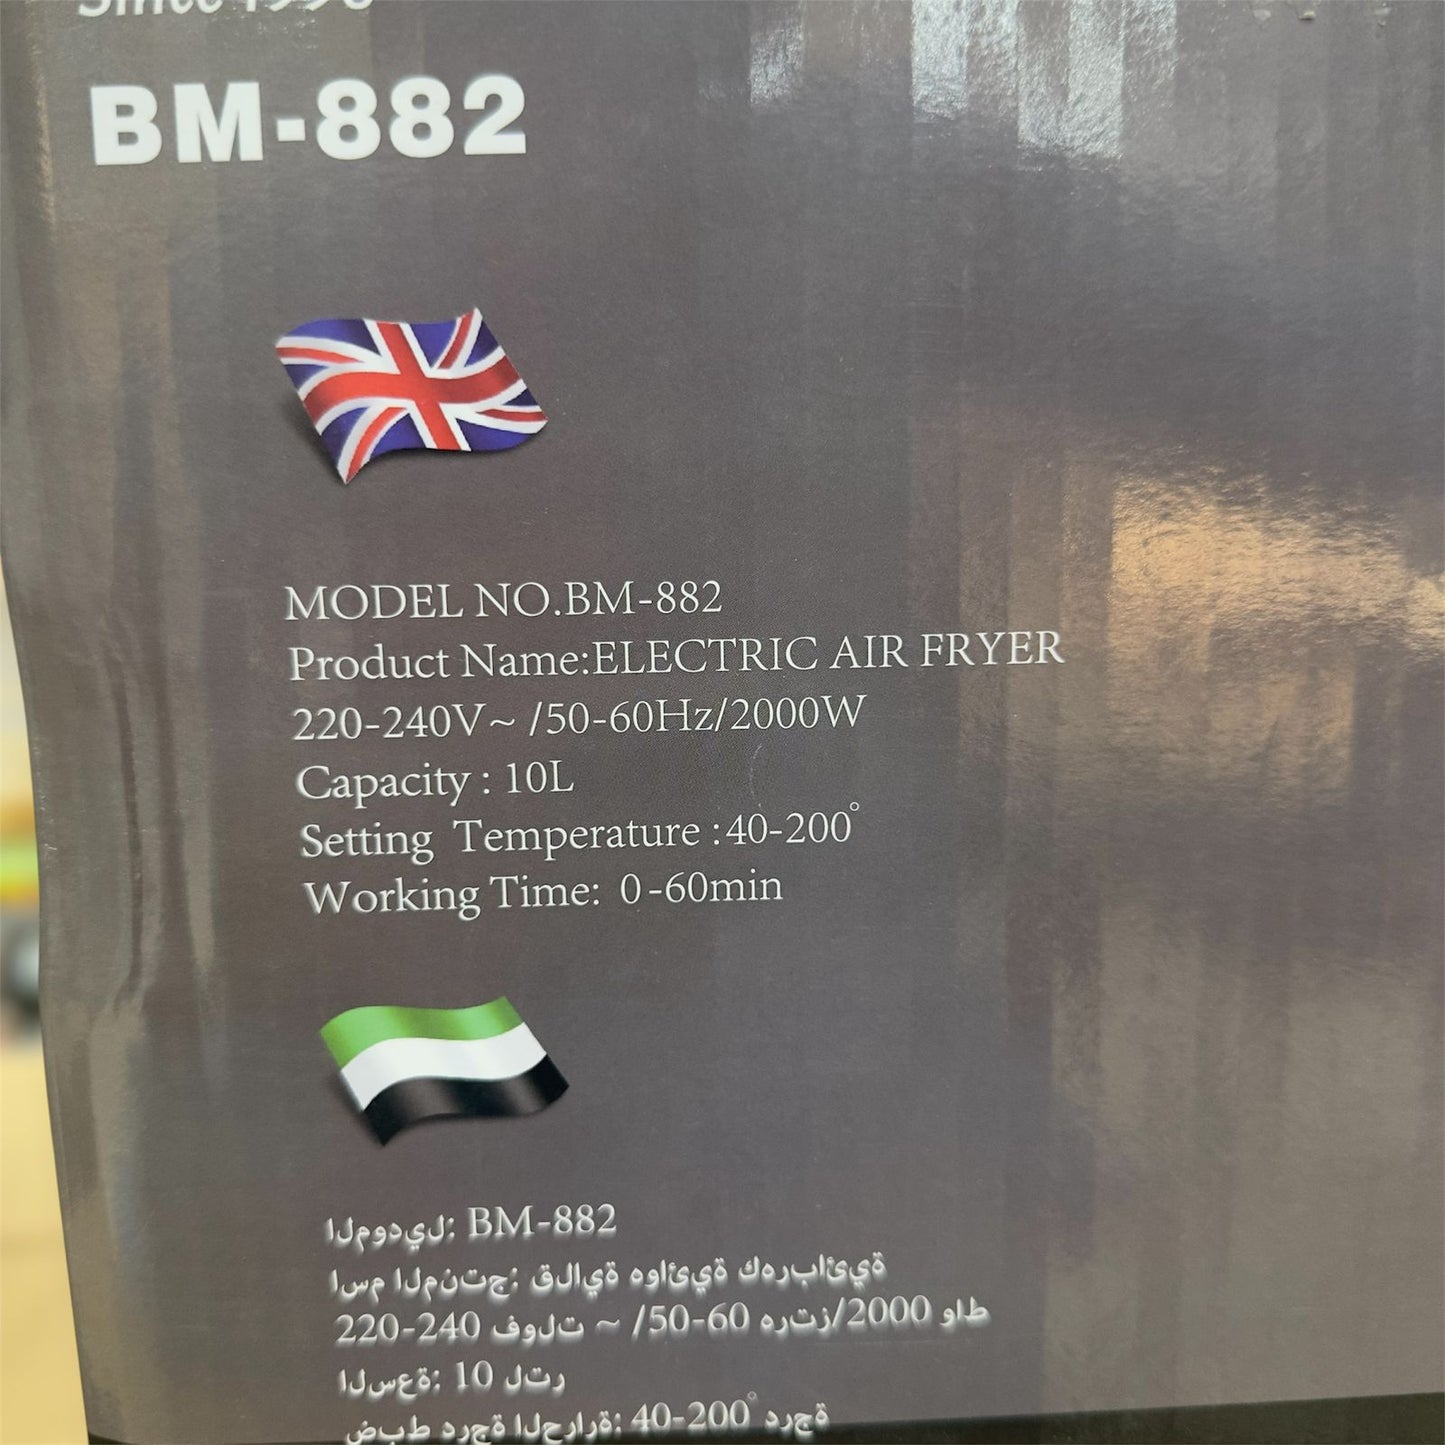 Since 1998
BM-882
MODEL NO.BM-882
Product Name:ELECTRIC AIR FRYER
220-240V~ /50-60Hz/2000W
Capacity : 10L
Setting Temperature :40-200°
Working Time: 0-60min
الموديل: BM-882
اسم المنتج: قلاية هوائية كهربائية
220-240 فولت ~ /50-60 هرتز/2000 واط
السعة: 10 لتر
ضبط درجة الحرارة: 40-200° درجة